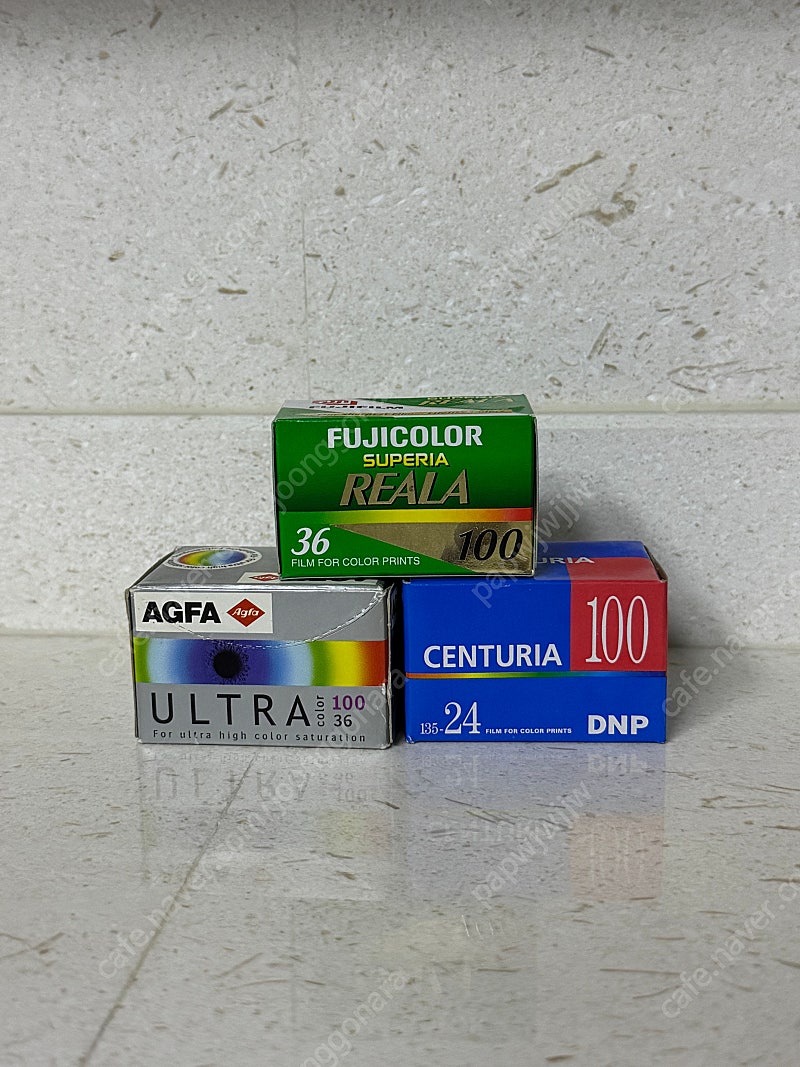 FUJIFILM
FUJICOLOR
SUPERIA
REALA
36
100
FILM FOR COLOR PRINTS
AGFA
Agfa
ULTRA
color
100
36
For ultra high color saturation
CENTURIA
100
135-24
FILM FOR COLOR PRINTS
DNP